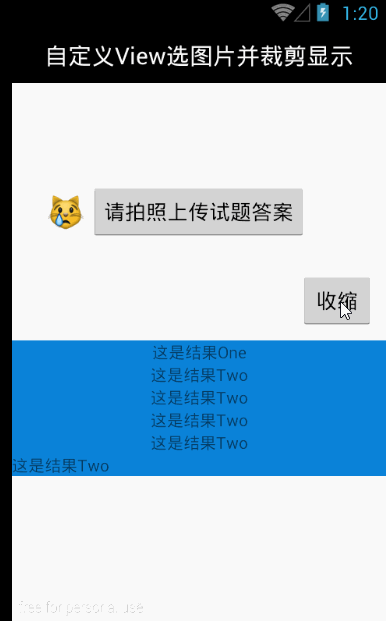 1:20
自定义View选图片并裁剪显示
请拍照上传试题答案
收缩
这是结果One
这是结果Two
这是结果Two
这是结果Two
这是结果Two
这是结果Two
free for personal use